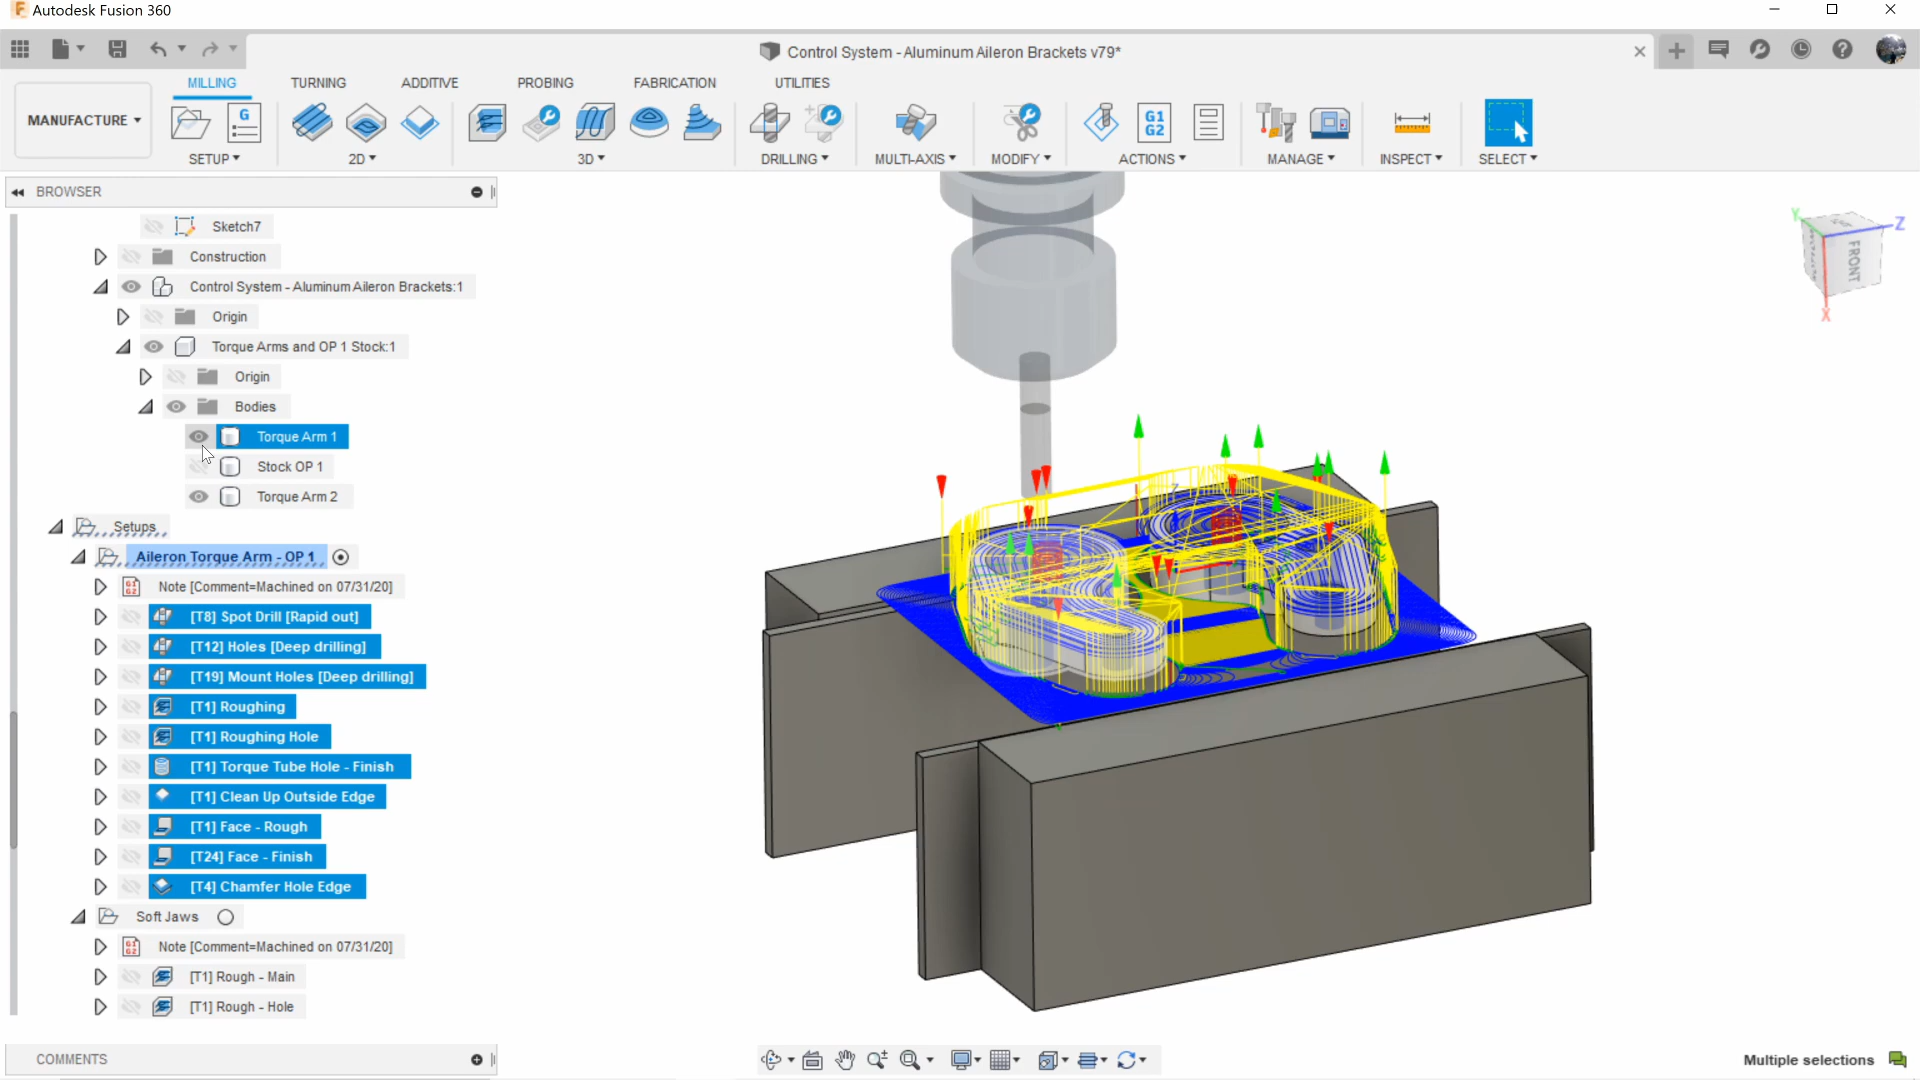 Autodesk Fusion 360
Control System - Aluminum Aileron Brackets v79*
MILLING TURNING ADDITIVE PROBING FABRICATION UTILITIES
MANUFACTURE
G
G1
G2
SETUP 2D 3D DRILLING MULTI-AXIS MODIFY ACTIONS MANAGE INSPECT SELECT
BROWSER
Sketch7
Construction
Control System - Aluminum Aileron Brackets:1
Origin
Torque Arms and OP 1 Stock:1
Origin
Bodies
Torque Arm 1
Stock OP 1
Torque Arm 2
Setups
Aileron Torque Arm - OP 1
Note [Comment=Machined on 07/31/20]
[T8] Spot Drill [Rapid out]
[T12] Holes [Deep drilling]
[T19] Mount Holes [Deep drilling]
[T1] Roughing
[T1] Roughing Hole
[T1] Torque Tube Hole - Finish
[T1] Clean Up Outside Edge
[T1] Face - Rough
[T24] Face - Finish
[T4] Chamfer Hole Edge
Soft Jaws
Note [Comment=Machined on 07/31/20]
[T1] Rough - Main
[T1] Rough - Hole
COMMENTS
Y
Z
FRONT
X
Z
Multiple selections